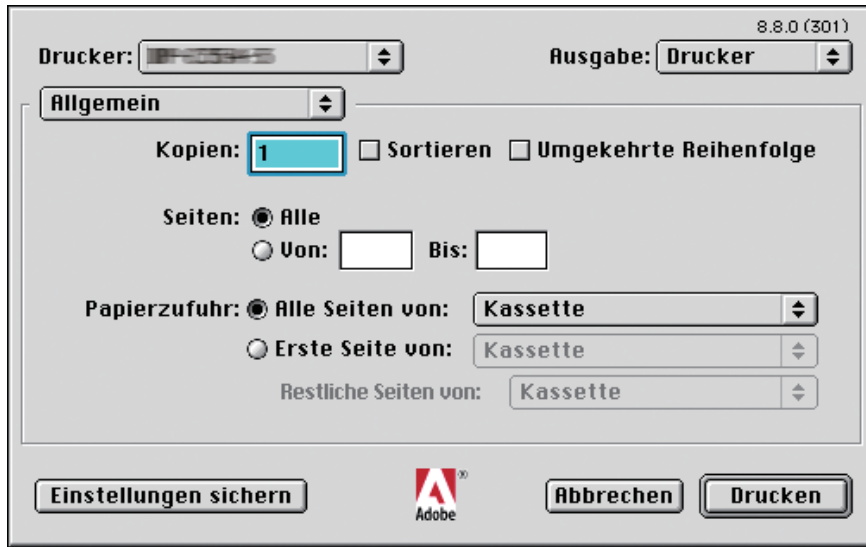 8.8.0 (301)
Drucker: Ausgabe: Drucker
Allgemein
Kopien: 1 Sortieren Umgekehrte Reihenfolge
Seiten: Alle
Von: Bis:
Papierzufuhr: Alle Seiten von: Kassette
Erste Seite von: Kassette
Restliche Seiten von: Kassette
Einstellungen sichern Adobe® Abbrechen Drucken